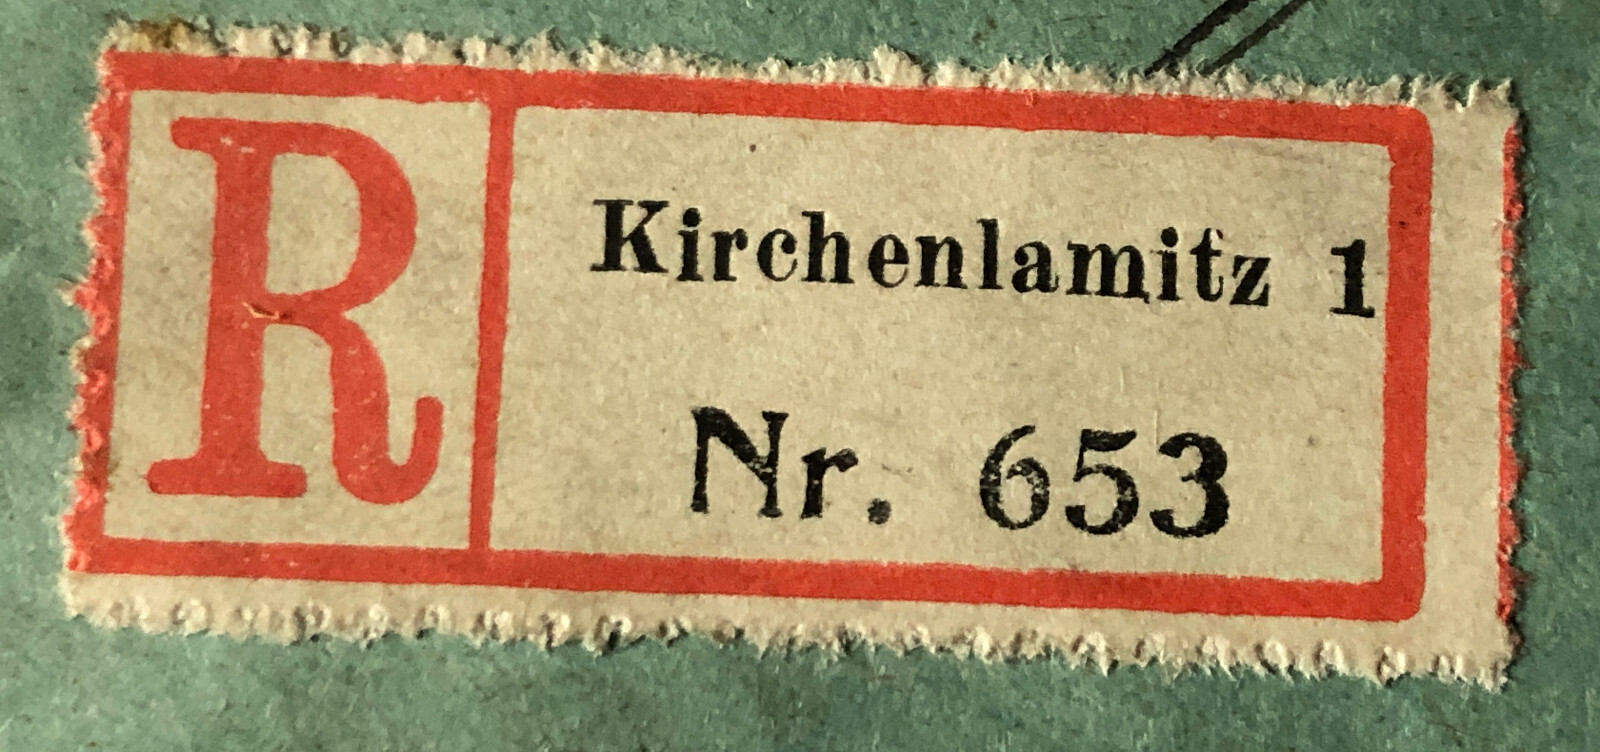 R
Kirchenlamitz 1
Nr. 653